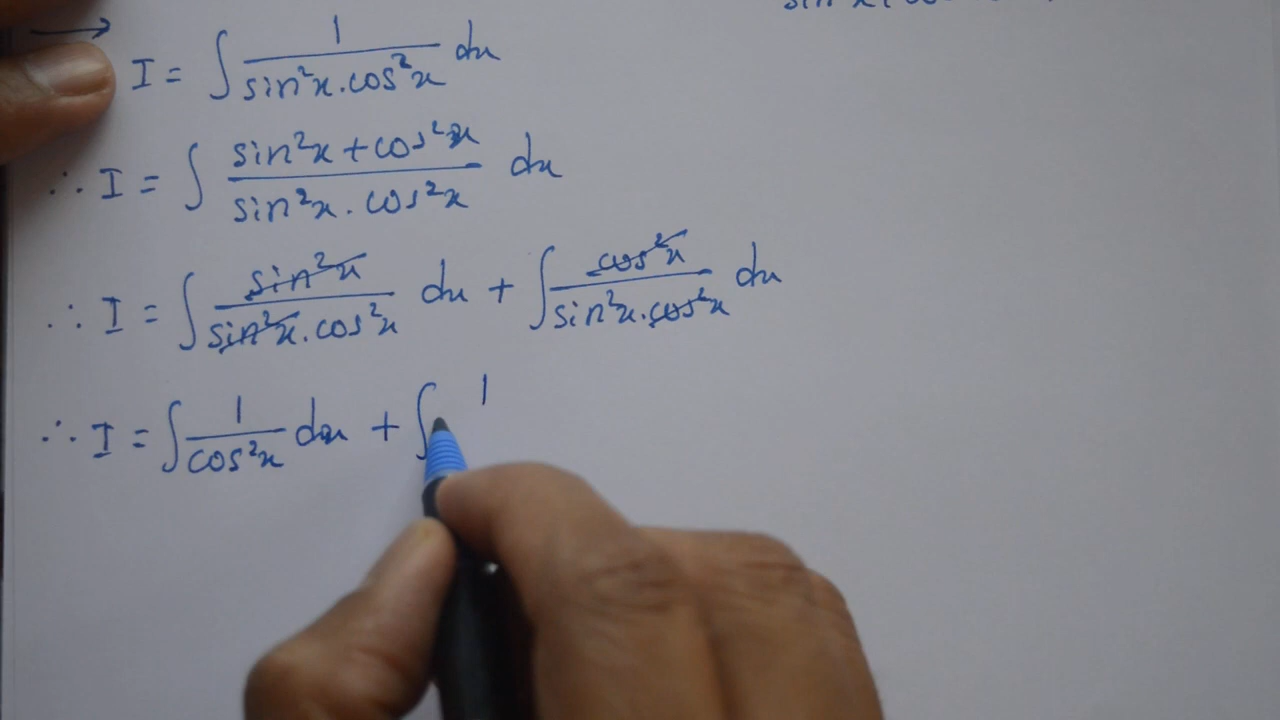 I = ∫ 1/(sin²x.cos²x) dx
∴ I = ∫ (sin²x + cos²x)/(sin²x . cos²x) dx
∴ I = ∫ sin²x/(sin²x . cos²x) dx + ∫ cos²x/(sin²x.cos²x) dx
∴ I = ∫ 1/cos²x dx + ∫ 1